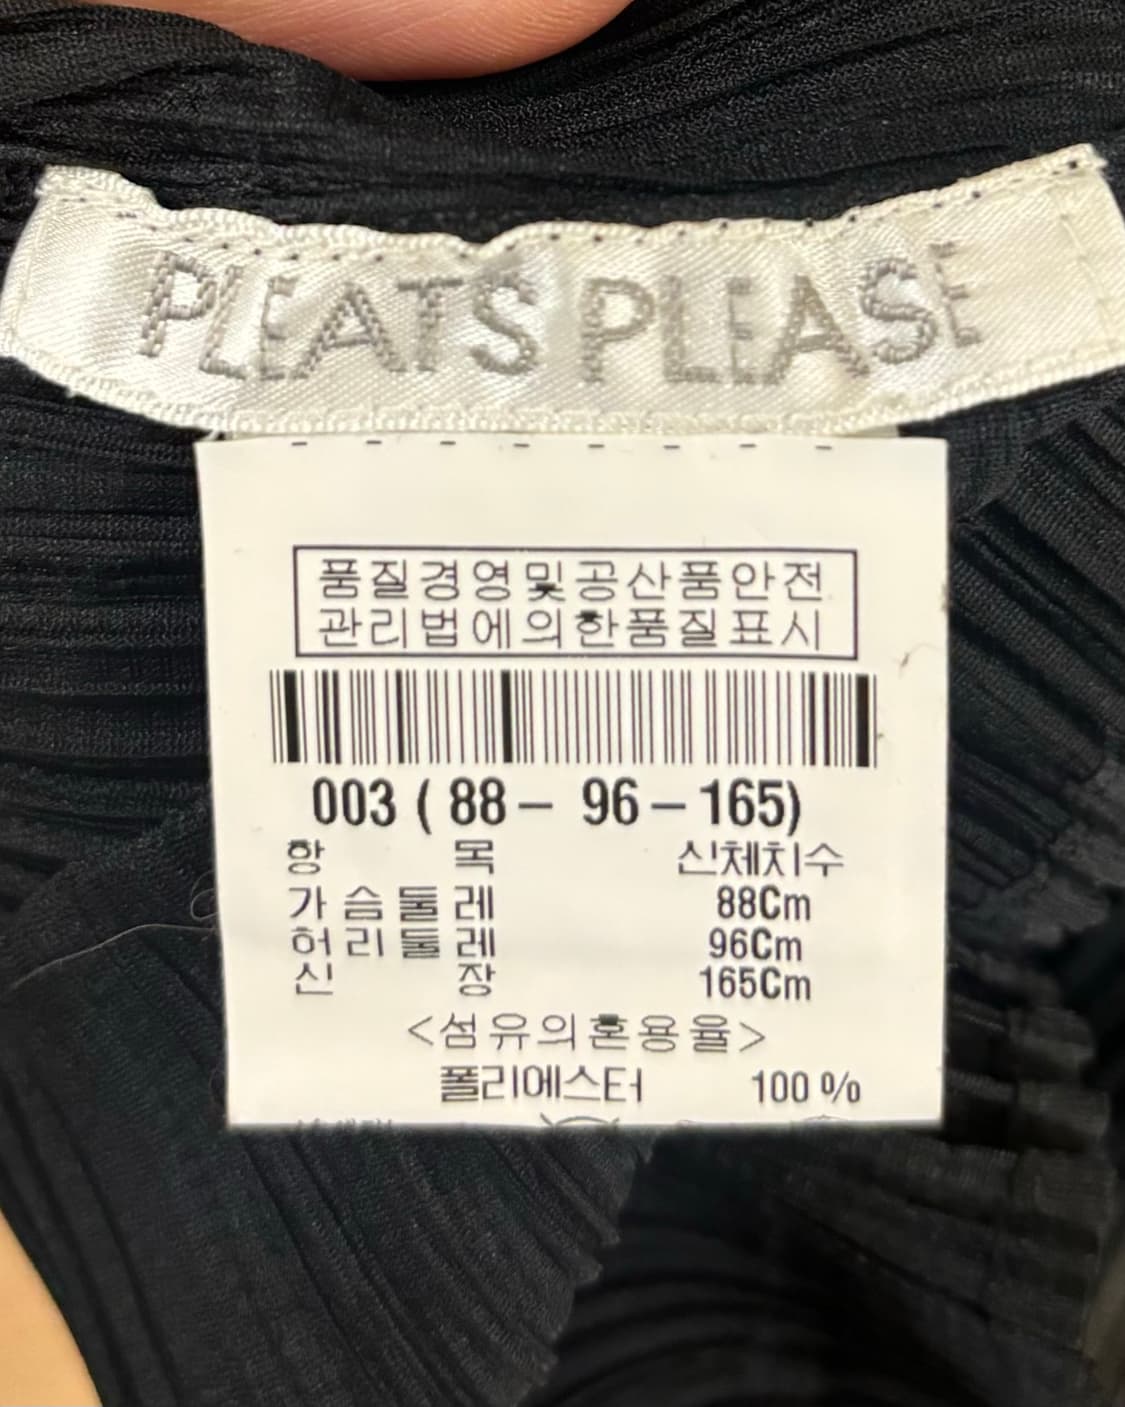 PLEATS PLEASE
품질경영및공산품안전
관리법에의한품질표시
003 ( 88 – 96 – 165)
항 목 신체치수
가슴둘레 88Cm
허리둘레 96Cm
신 장 165Cm
<섬유의혼용율>
폴리에스터 100 %